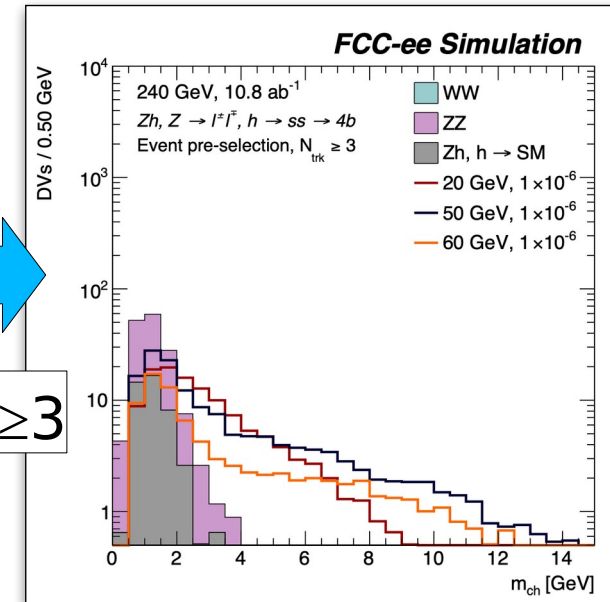 FCC-ee Simulation
DVs / 0.50 GeV
10⁴
10³
10²
10
1
240 GeV, 10.8 ab⁻¹
Zh, Z → l±l∓, h → ss → 4b
Event pre-selection, N_trk ≥ 3
WW
ZZ
Zh, h → SM
20 GeV, 1×10⁻⁶
50 GeV, 1×10⁻⁶
60 GeV, 1×10⁻⁶
≥3
0 2 4 6 8 10 12 14
m_ch [GeV]